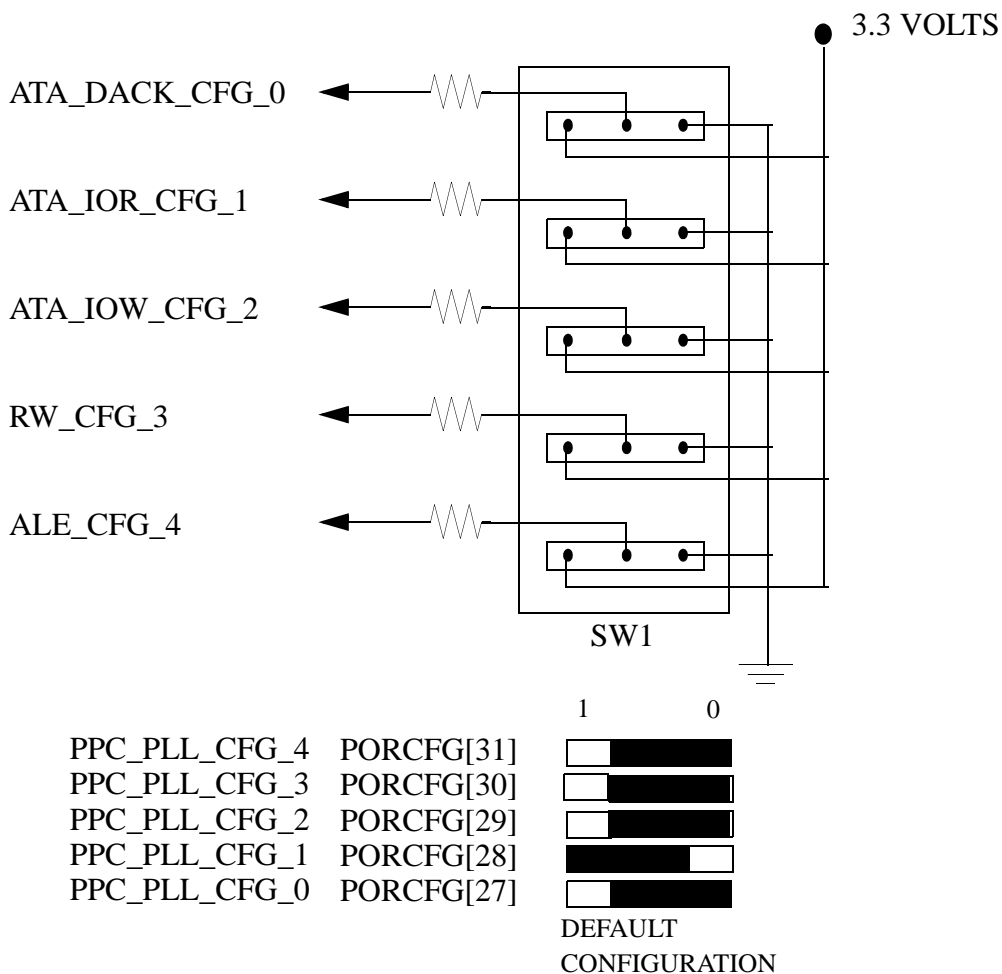 3.3 VOLTS
ATA_DACK_CFG_0
ATA_IOR_CFG_1
ATA_IOW_CFG_2
RW_CFG_3
ALE_CFG_4
SW1
1 0
PPC_PLL_CFG_4 PORCFG[31]
PPC_PLL_CFG_3 PORCFG[30]
PPC_PLL_CFG_2 PORCFG[29]
PPC_PLL_CFG_1 PORCFG[28]
PPC_PLL_CFG_0 PORCFG[27]
DEFAULT
CONFIGURATION